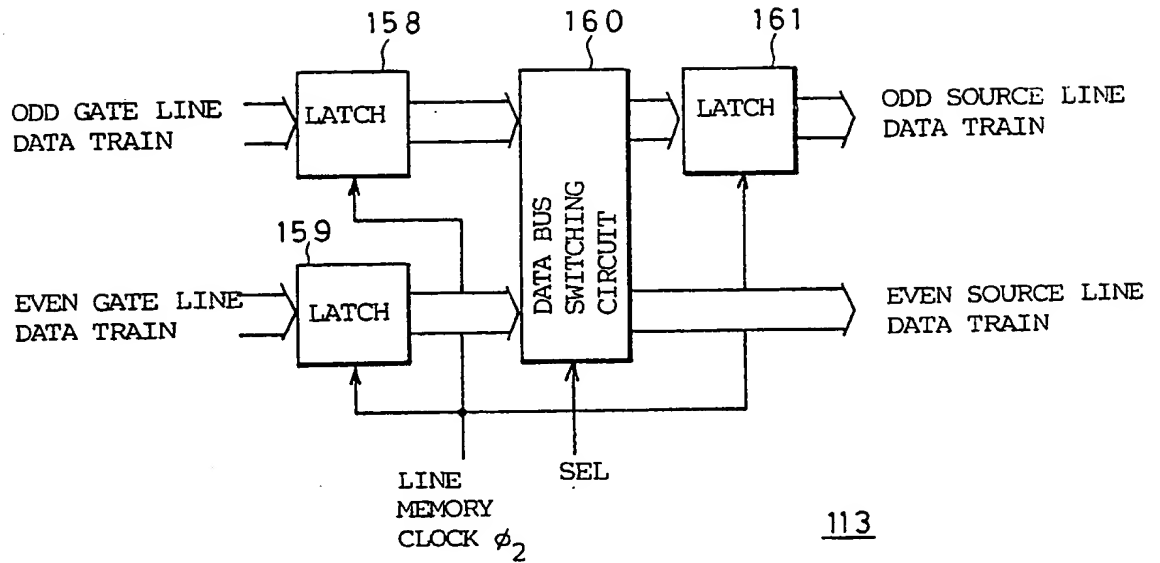 158
160
161
ODD GATE LINE
DATA TRAIN
LATCH
LATCH
ODD SOURCE LINE
DATA TRAIN
DATA BUS
SWITCHING
CIRCUIT
159
EVEN GATE LINE
DATA TRAIN
LATCH
EVEN SOURCE LINE
DATA TRAIN
LINE
MEMORY
CLOCK ϕ2
SEL
113